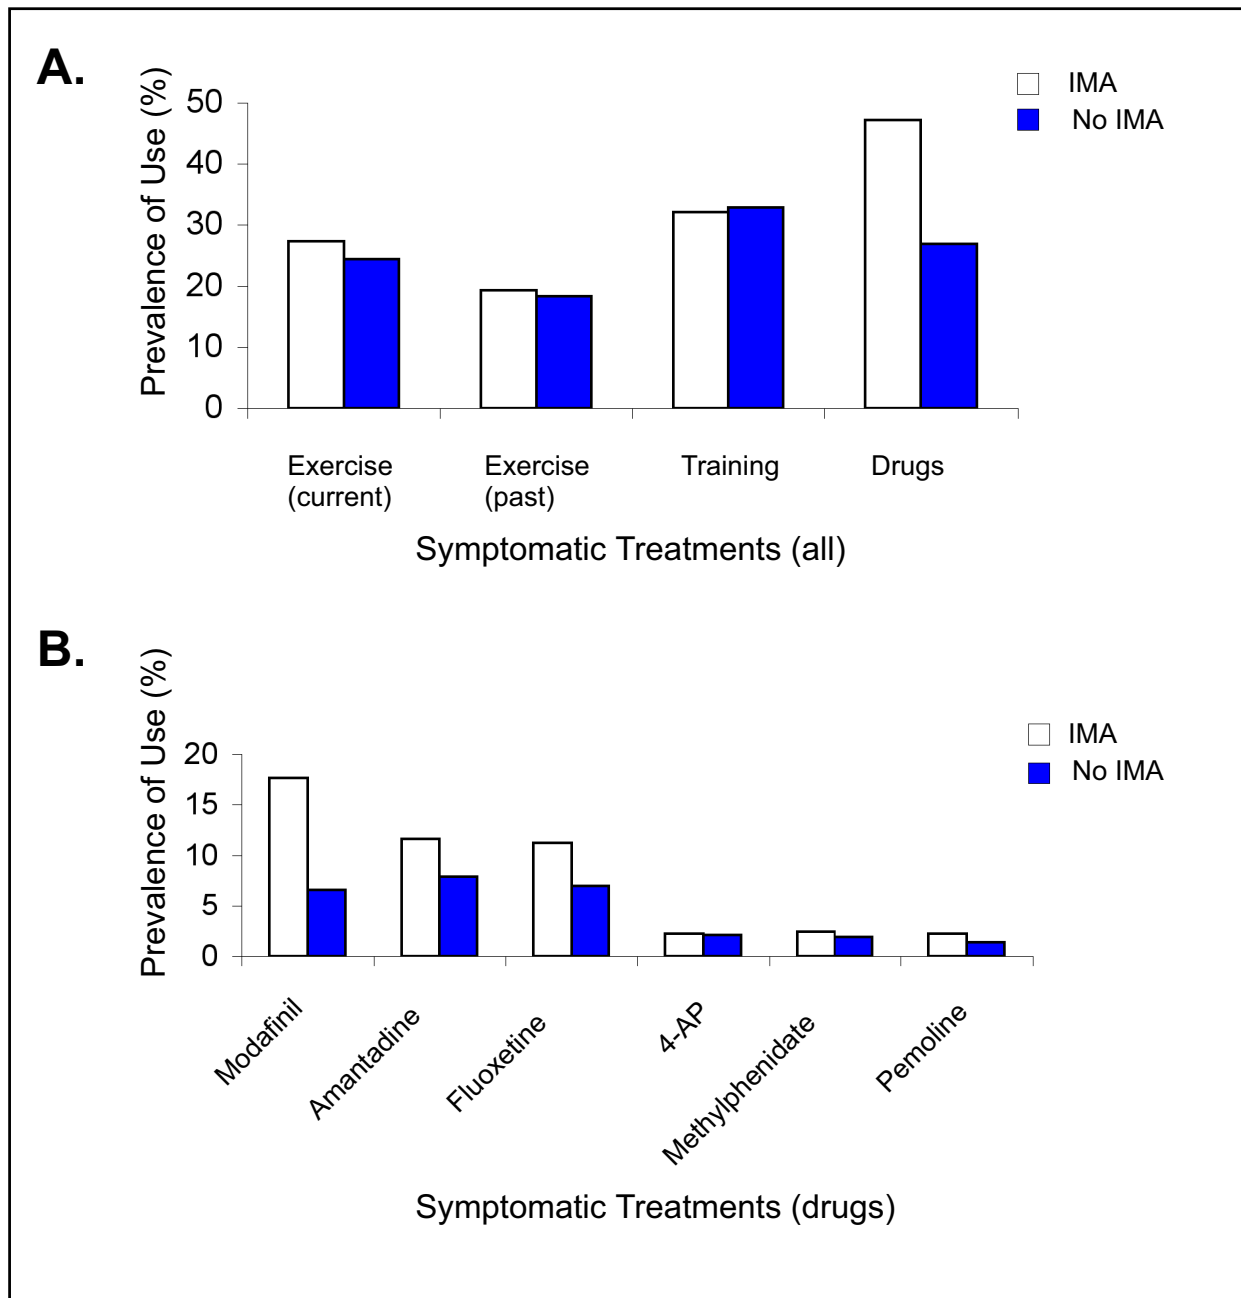 A.
Prevalence of Use (%)
50
40
30
20
10
0
IMA
No IMA
Exercise
(current)
Exercise
(past)
Training
Drugs
Symptomatic Treatments (all)
B.
Prevalence of Use (%)
20
15
10
5
0
IMA
No IMA
Modafinil
Amantadine
Fluoxetine
4-AP
Methylphenidate
Pemoline
Symptomatic Treatments (drugs)